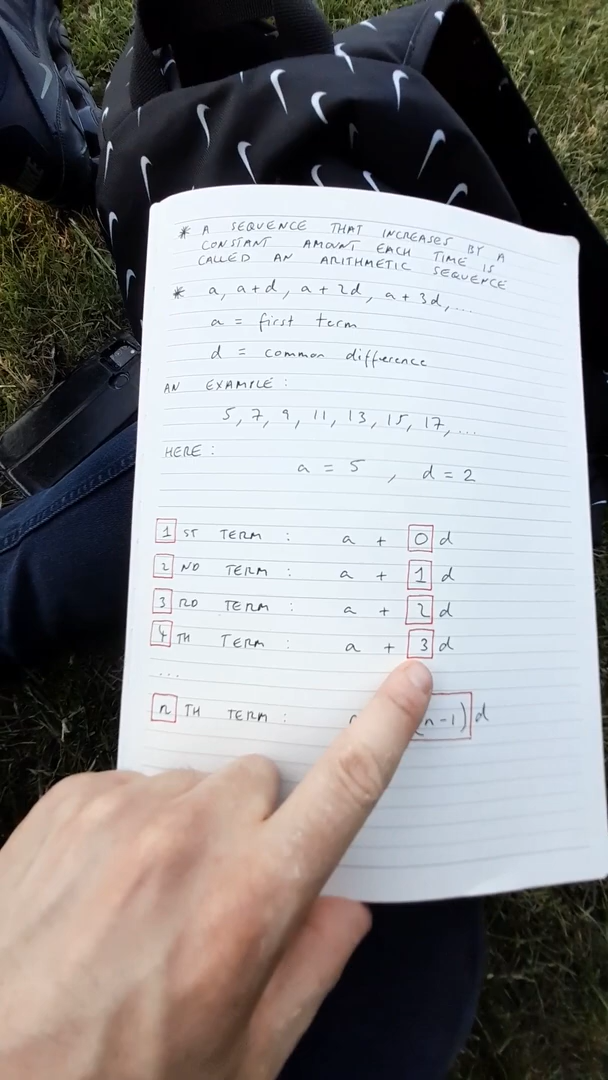 * A SEQUENCE THAT INCREASES BY A
CONSTANT AMOUNT EACH TIME IS
CALLED AN ARITHMETIC SEQUENCE
* a, a+d, a+2d, a+3d,...
a = first term
d = common difference
AN EXAMPLE:
5, 7, 9, 11, 13, 15, 17, ...
HERE:
a = 5 , d = 2
1 ST TERM : a + 0 d
2 ND TERM : a + 1 d
3 RD TERM : a + 2 d
4 TH TERM : a + 3 d
...
n TH TERM : (n-1) d